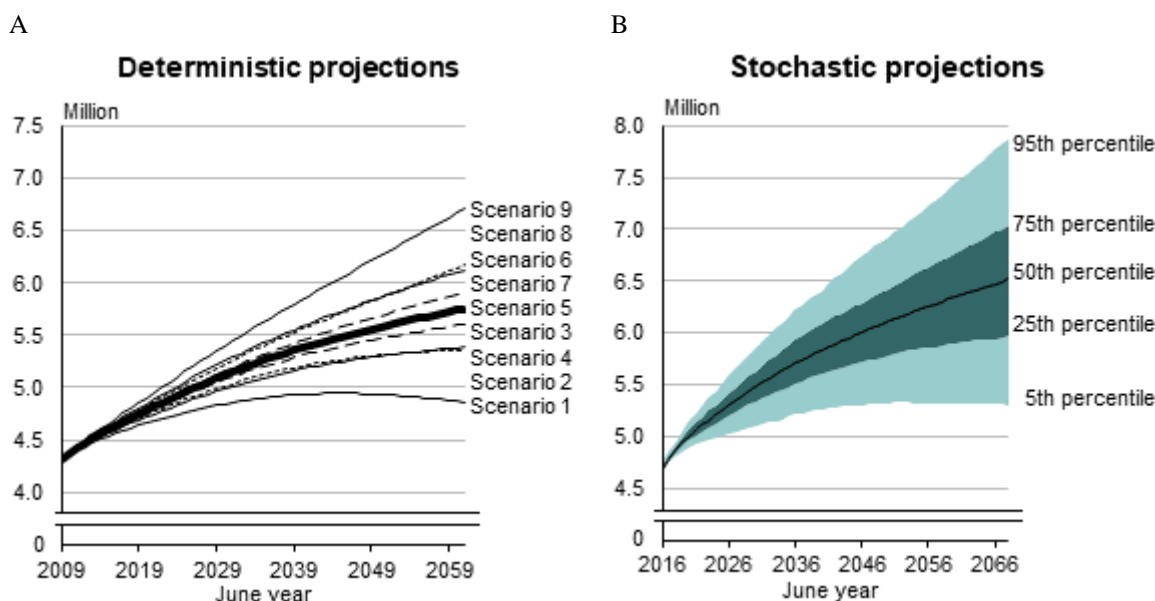 A
Deterministic projections
Million
7.5
7.0
6.5
6.0
5.5
5.0
4.5
4.0
0
Scenario 9
Scenario 8
Scenario 6
Scenario 7
Scenario 5
Scenario 3
Scenario 4
Scenario 2
Scenario 1
2009 2019 2029 2039 2049 2059
June year
B
Stochastic projections
Million
8.0
7.5
7.0
6.5
6.0
5.5
5.0
4.5
0
95th percentile
75th percentile
50th percentile
25th percentile
5th percentile
2016 2026 2036 2046 2056 2066
June year